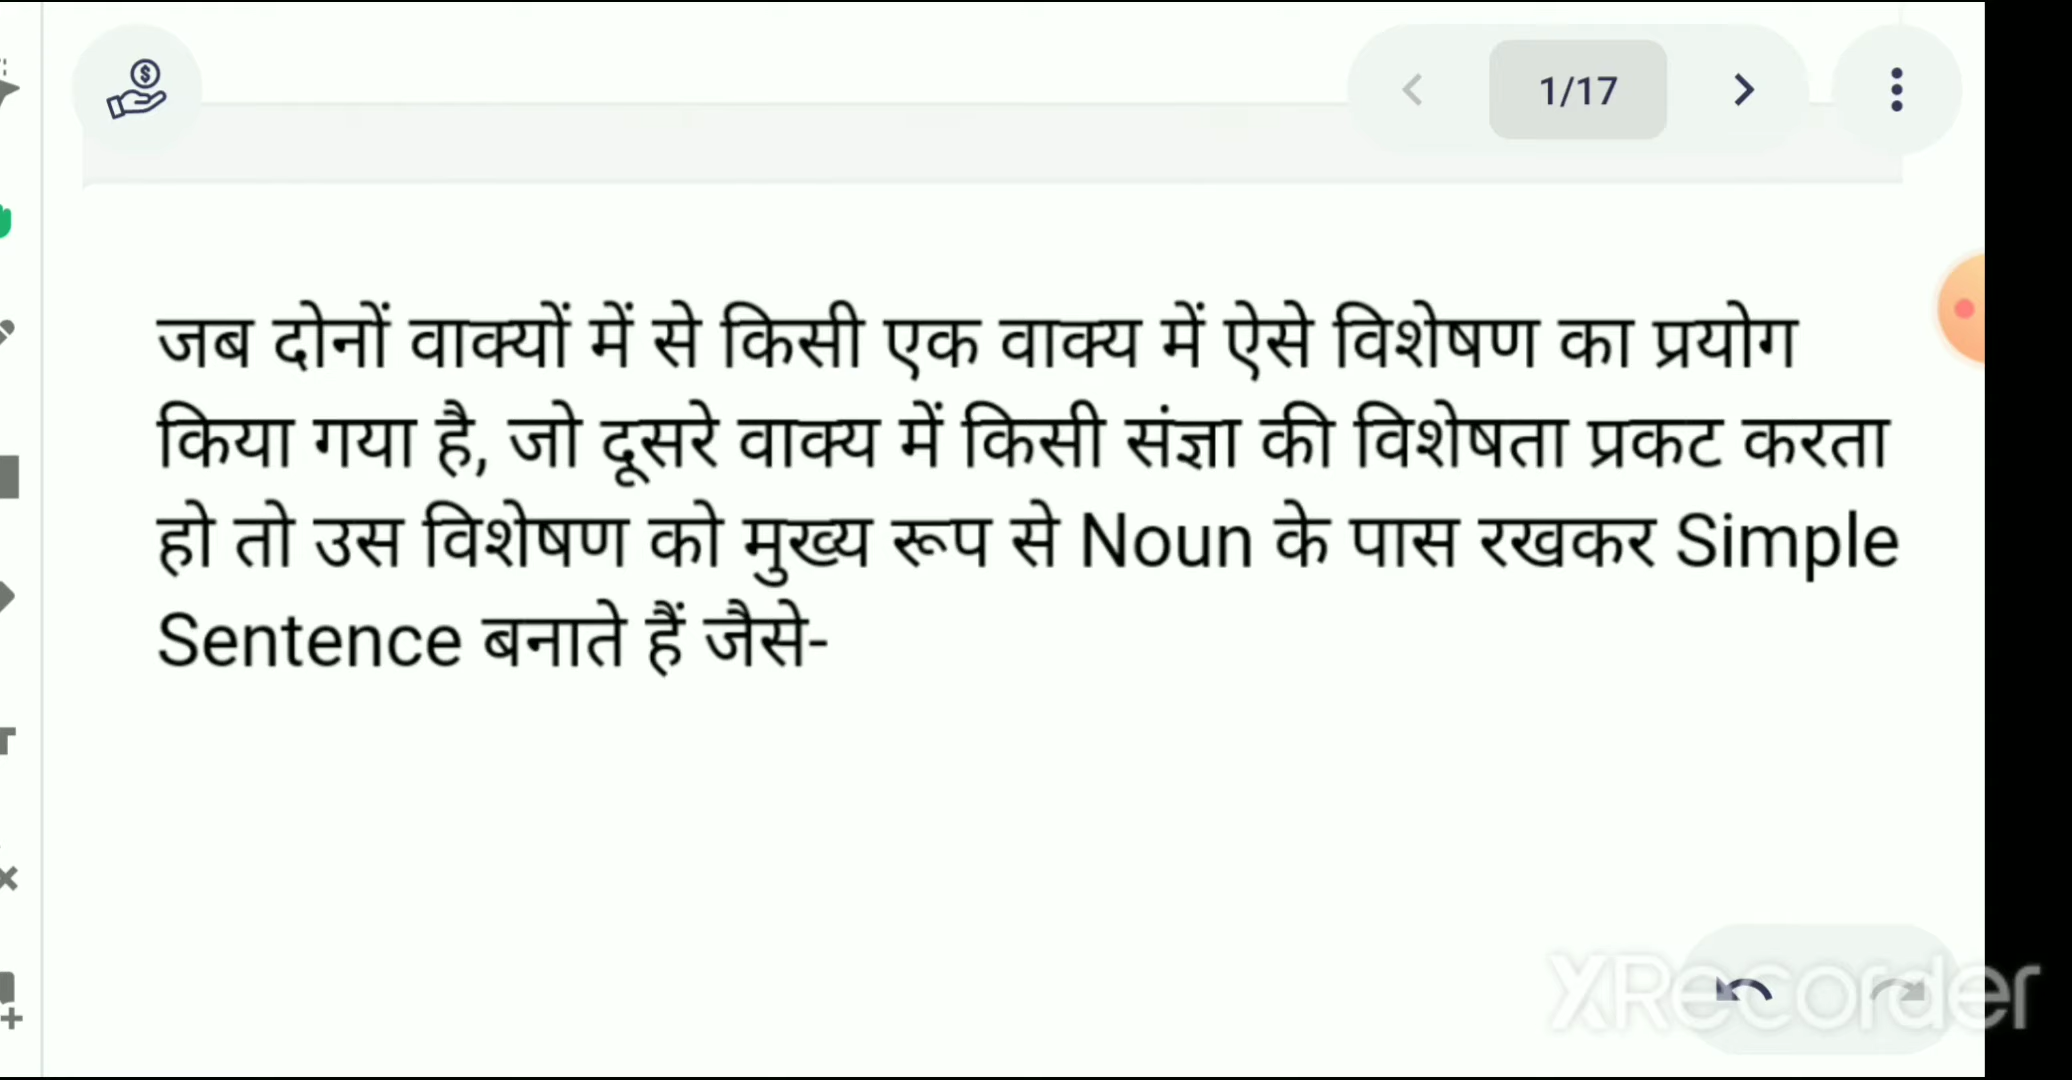 1/17
जब दोनों वाक्यों में से किसी एक वाक्य में ऐसे विशेषण का प्रयोग
किया गया है, जो दूसरे वाक्य में किसी संज्ञा की विशेषता प्रकट करता
हो तो उस विशेषण को मुख्य रूप से Noun के पास रखकर Simple
Sentence बनाते हैं जैसे-
XRecorder